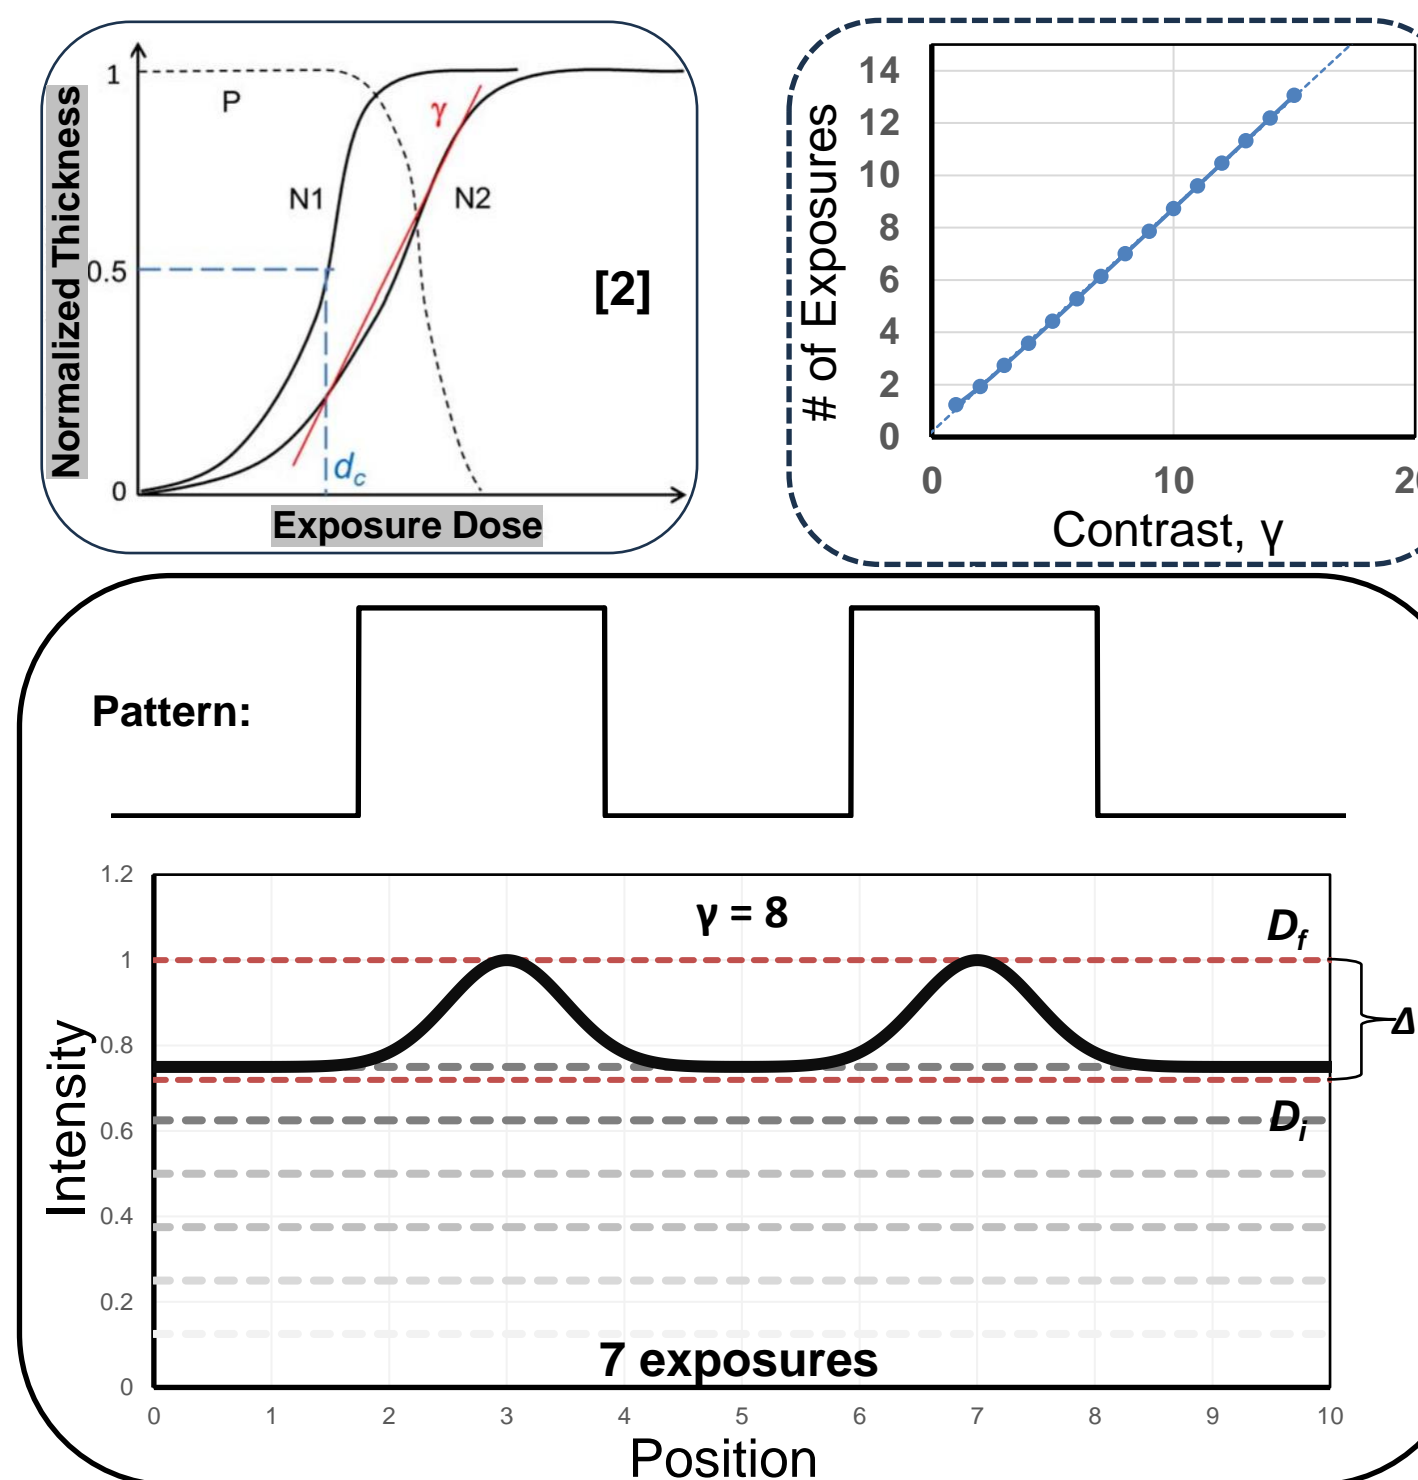 1
P
γ
N1
N2
0.5
[2]
0
d_c
Normalized Thickness
Exposure Dose
14
12
10
8
6
4
2
0
# of Exposures
0
10
Contrast, γ
Pattern:
1.2
1
0.8
0.6
0.4
0.2
0
Intensity
γ = 8
D_f
Δ
D_i
7 exposures
0 1 2 3 4 5 6 7 8 9 10
Position